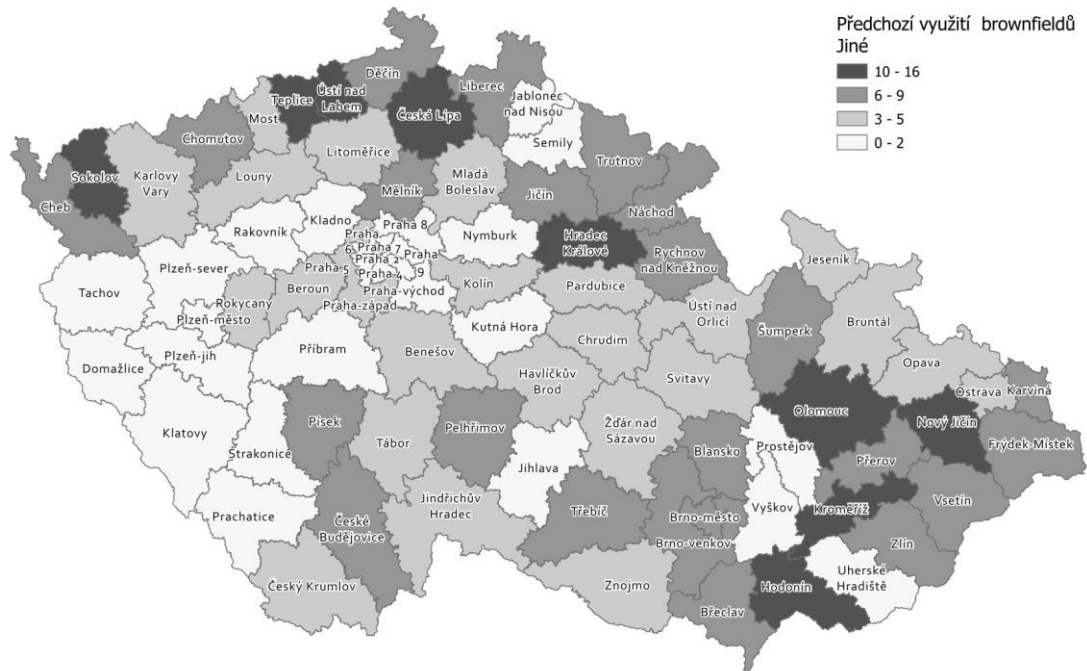 Předchozí využití brownfieldů
Jiné
10 - 16
6 - 9
3 - 5
0 - 2
Děčín
Liberec
Teplice
Ústí nad
Labem
Jablonec
nad Nisou
Most
Česká Lípa
Semily
Chomutov
Litoměřice
Trutnov
Sokolov
Karlovy
Vary
Louny
Mladá
Boleslav
Mělník
Jičín
Cheb
Náchod
Kladno
Rakovník
Praha 8
Praha
6
Praha 7
Praha 2
Praha
9
Praha
5
Praha 4
Nymburk
Hradec
Králové
Rychnov
nad Kněžnou
Jeseník
Plzeň-sever
Tachov
Rokycany
Beroun
Praha-východ
Praha-západ
Kolín
Pardubice
Plzeň-město
Ústí nad
Orlicí
Šumperk
Bruntál
Kutná Hora
Chrudim
Plzeň-jih
Příbram
Benešov
Opava
Domažlice
Havlíčkův
Brod
Svitavy
Ostrava
Karviná
Olomouc
Nový Jičín
Klatovy
Písek
Tábor
Pelhřimov
Žďár nad
Sázavou
Prostějov
Frýdek-Místek
Strakonice
Blansko
Přerov
Jihlava
Prachatice
Jindřichův
Hradec
Vyškov
Kroměříž
Vsetín
České
Budějovice
Třebíč
Brno-město
Brno-venkov
Zlín
Český Krumlov
Znojmo
Hodonín
Uherské
Hradiště
Břeclav